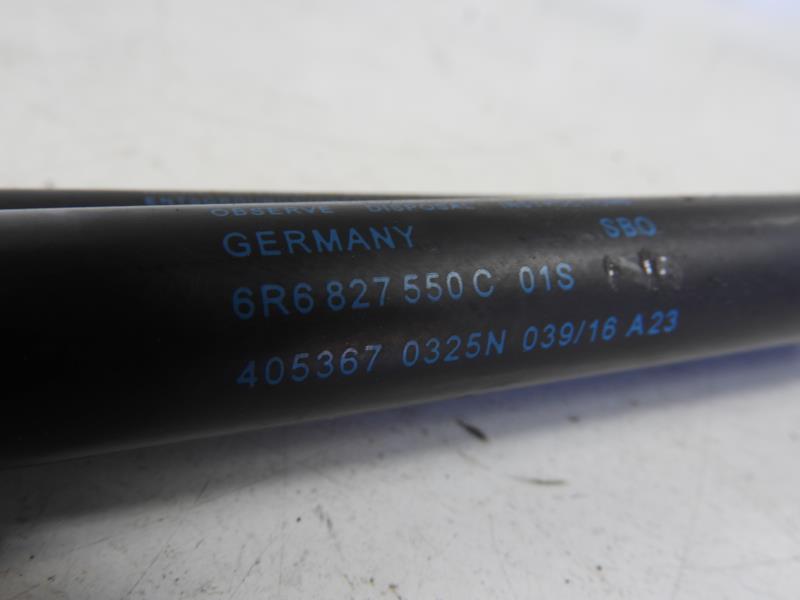 OBSERVE DISPOSAL
GERMANY SBO
6R6 827 550 C 01S
405367 0325N 039/16 A23